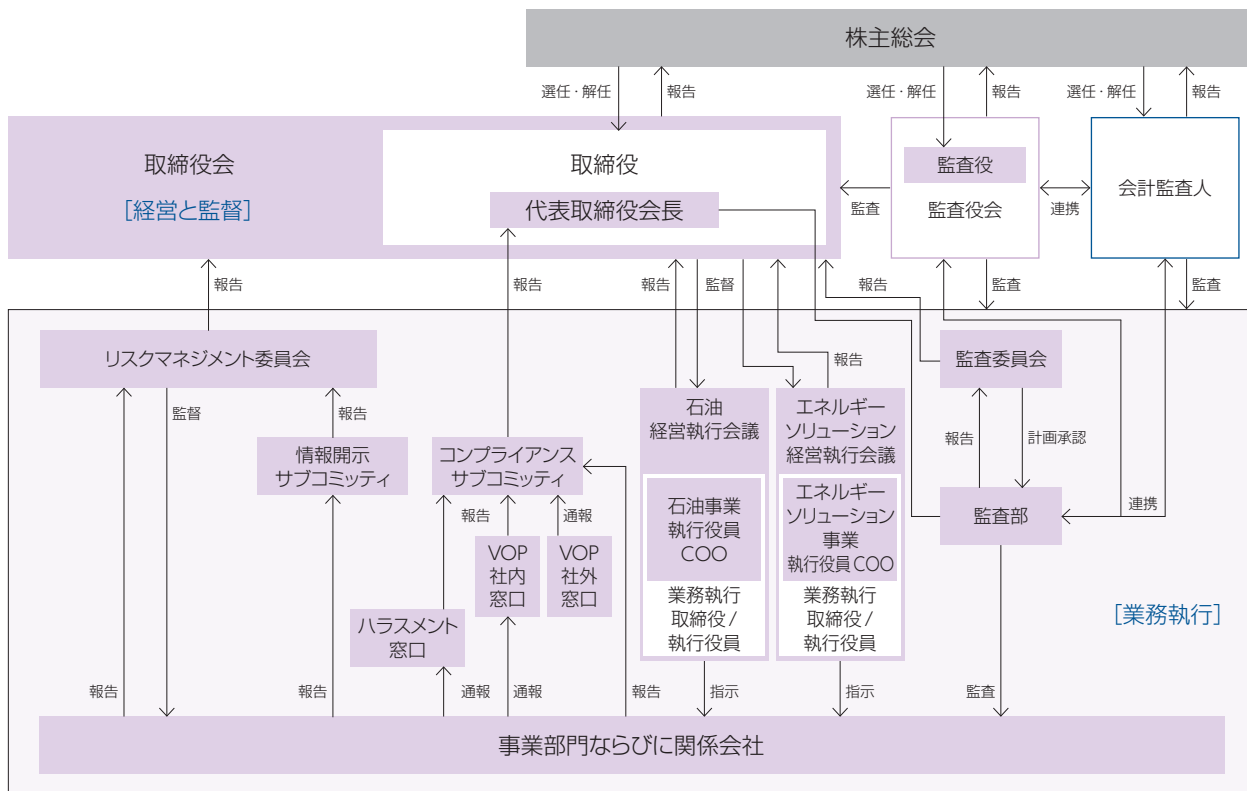 株主総会
選任・解任
報告
選任・解任
報告
選任・解任
報告
取締役会
[経営と監督]
取締役
代表取締役会長
監査
監査役
監査役会
連携
会計監査人
報告
報告
報告
監督
報告
監査
監査
リスクマネジメント委員会
監督
報告
情報開示
サブコミッティ
コンプライアンス
サブコミッティ
報告
通報
VOP
社内
窓口
VOP
社外
窓口
ハラスメント
窓口
報告
石油
経営執行会議
石油事業
執行役員
COO
業務執行
取締役 /
執行役員
エネルギー
ソリューション
経営執行会議
エネルギー
ソリューション
事業
執行役員 COO
業務執行
取締役 /
執行役員
監査委員会
報告
計画承認
監査部
連携
[業務執行]
報告
報告
通報
通報
報告
指示
指示
監査
事業部門ならびに関係会社